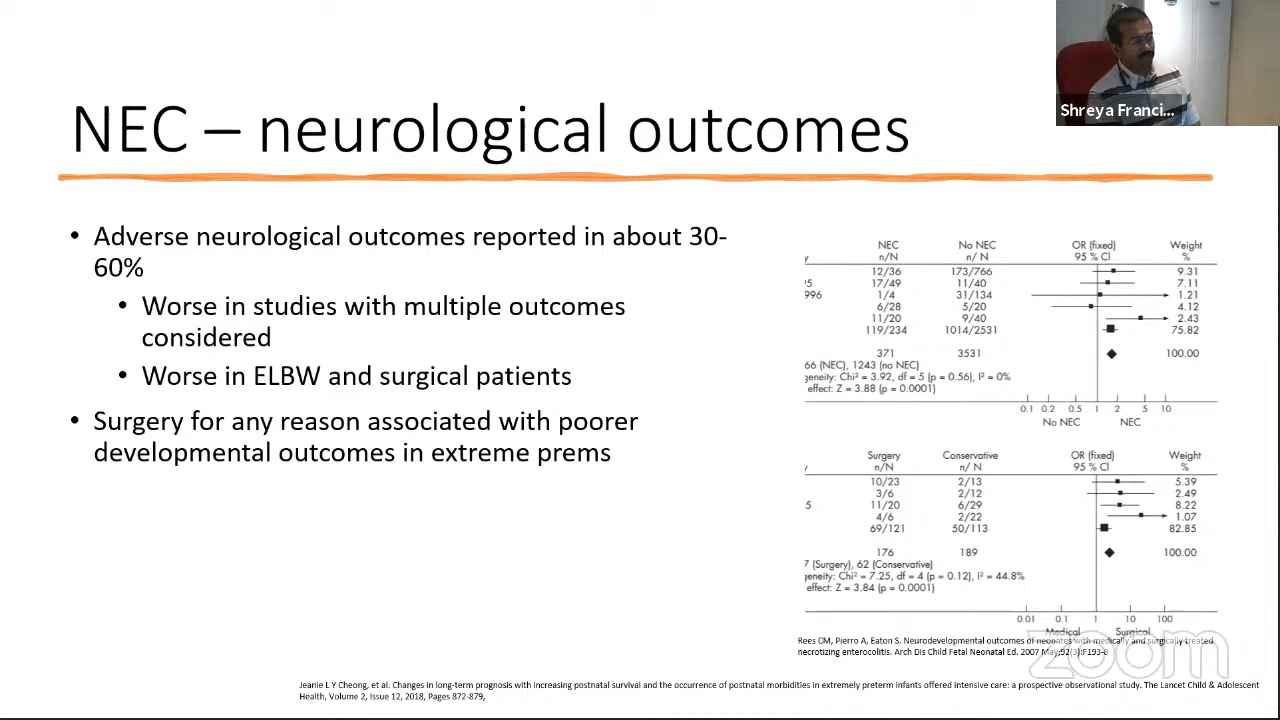 Shreya Franci...
NEC – neurological outcomes
• Adverse neurological outcomes reported in about 30-
60%
• Worse in studies with multiple outcomes
considered
• Worse in ELBW and surgical patients
• Surgery for any reason associated with poorer
developmental outcomes in extreme prems
NEC No NEC OR (fixed) Weight
y n/N n/ N 95 % CI %
12/36 173/766 9.31
95 17/49 11/40 7.11
996 1/4 31/134 1.21
6/28 5/20 4.12
11/20 9/40 2.43
119/234 1014/2531 75.82
371 3531 100.00
66 (NEC), 1243 (no NEC)
geneity: Chi² = 3.92, df = 5 (p = 0.56), I² = 0%
effect: Z = 3.88 (p = 0.0001)
0.1 0.2 0.5 1 2 5 10
No NEC NEC
Surgery Conservative OR (fixed) Weight
y n/N n/ N 95 % CI %
10/23 2/13 5.39
3/6 2/12 2.49
5 11/20 6/29 8.22
4/6 2/22 1.07
69/121 50/113 82.85
176 189 100.00
7 (Surgery), 62 (Conservative)
geneity: Chi² = 7.25, df = 4 (p = 0.12), I² = 44.8%
effect: Z = 3.84 (p = 0.0001)
0.01 0.1 1 10 100
Medical Surgical
Rees CM, Pierro A, Eaton S. Neurodevelopmental outcomes of neonates with medically and surgically treated
necrotizing enterocolitis. Arch Dis Child Fetal Neonatal Ed. 2007 May;92(3):F193-8
zoom
Jeanie L Y Cheong, et al. Changes in long-term prognosis with increasing postnatal survival and the occurrence of postnatal morbidities in extremely preterm infants offered intensive care: a prospective observational study. The Lancet Child & Adolescent
Health, Volume 2, Issue 12, 2018, Pages 872-879,